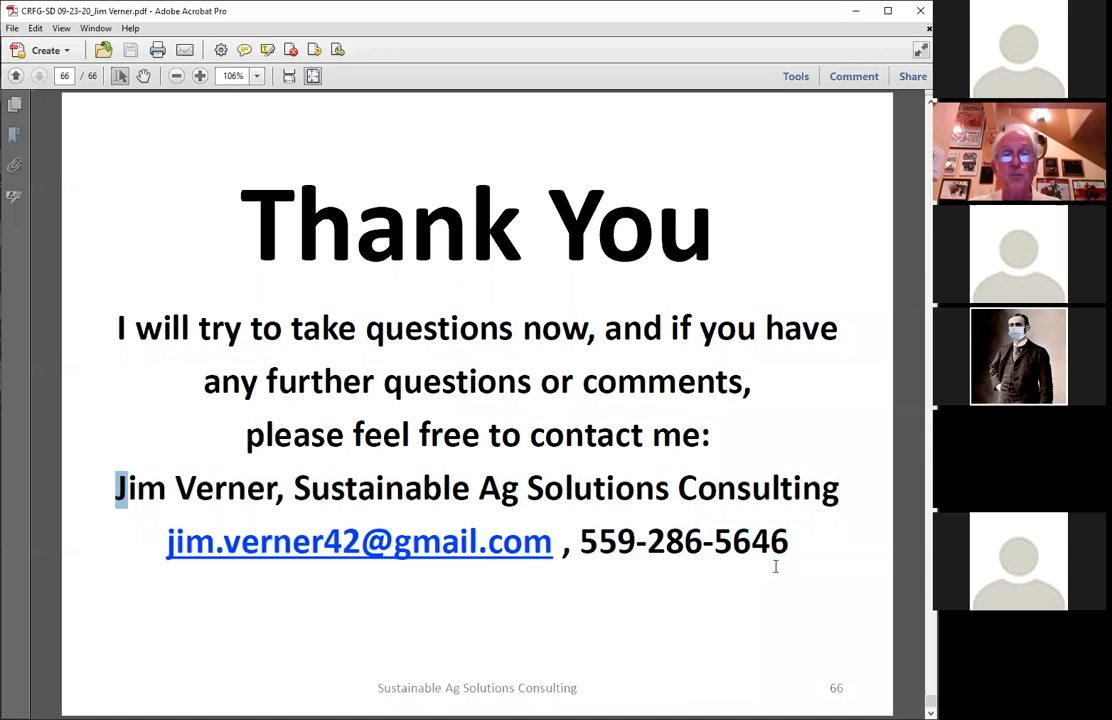 CRFG-SD 09-23-20_Jim Verner.pdf - Adobe Acrobat Pro
File Edit View Window Help
Create
66 / 66 106% Tools Comment Share
Thank You
I will try to take questions now, and if you have
any further questions or comments,
please feel free to contact me:
Jim Verner, Sustainable Ag Solutions Consulting
jim.verner42@gmail.com , 559-286-5646
Sustainable Ag Solutions Consulting 66